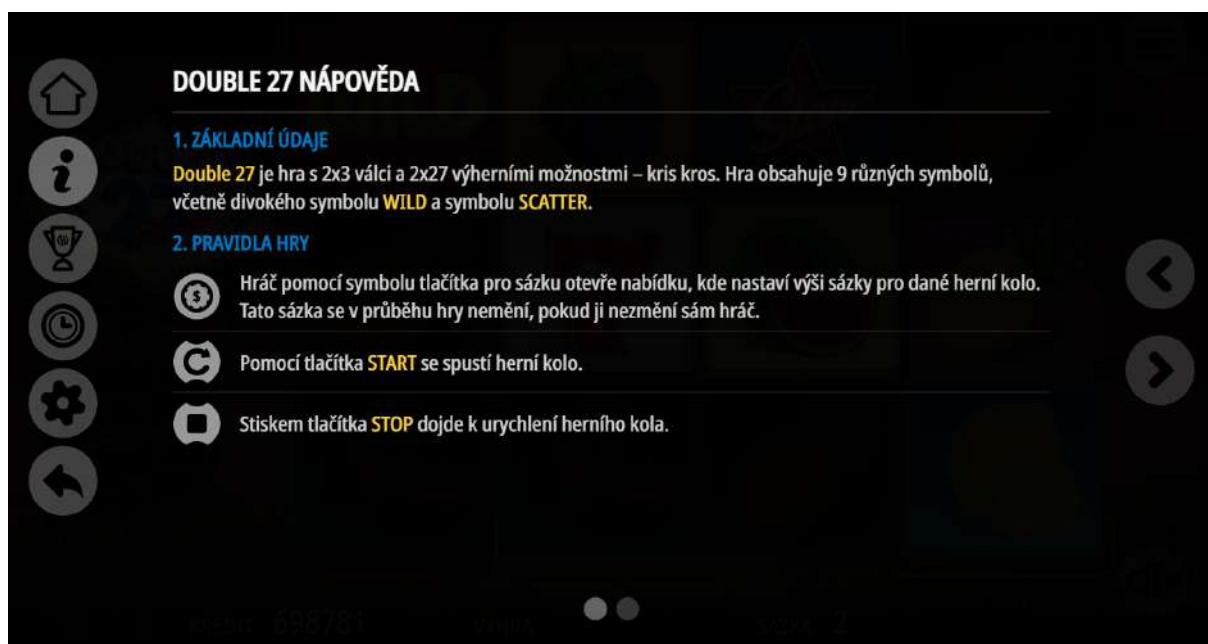 DOUBLE 27 NÁPOVĚDA
1. ZÁKLADNÍ ÚDAJE
Double 27 je hra s 2x3 válci a 2x27 výherními možnostmi – kris kros. Hra obsahuje 9 různých symbolů,
včetně divokého symbolu WILD a symbolu SCATTER.
2. PRAVIDLA HRY
Hráč pomocí symbolu tlačítka pro sázku otevře nabídku, kde nastaví výši sázky pro dané herní kolo.
Tato sázka se v průběhu hry nemění, pokud ji nezmění sám hráč.
Pomocí tlačítka START se spustí herní kolo.
Stiskem tlačítka STOP dojde k urychlení herního kola.
KREDIT 698781 VÝHRA SÁZKA 2